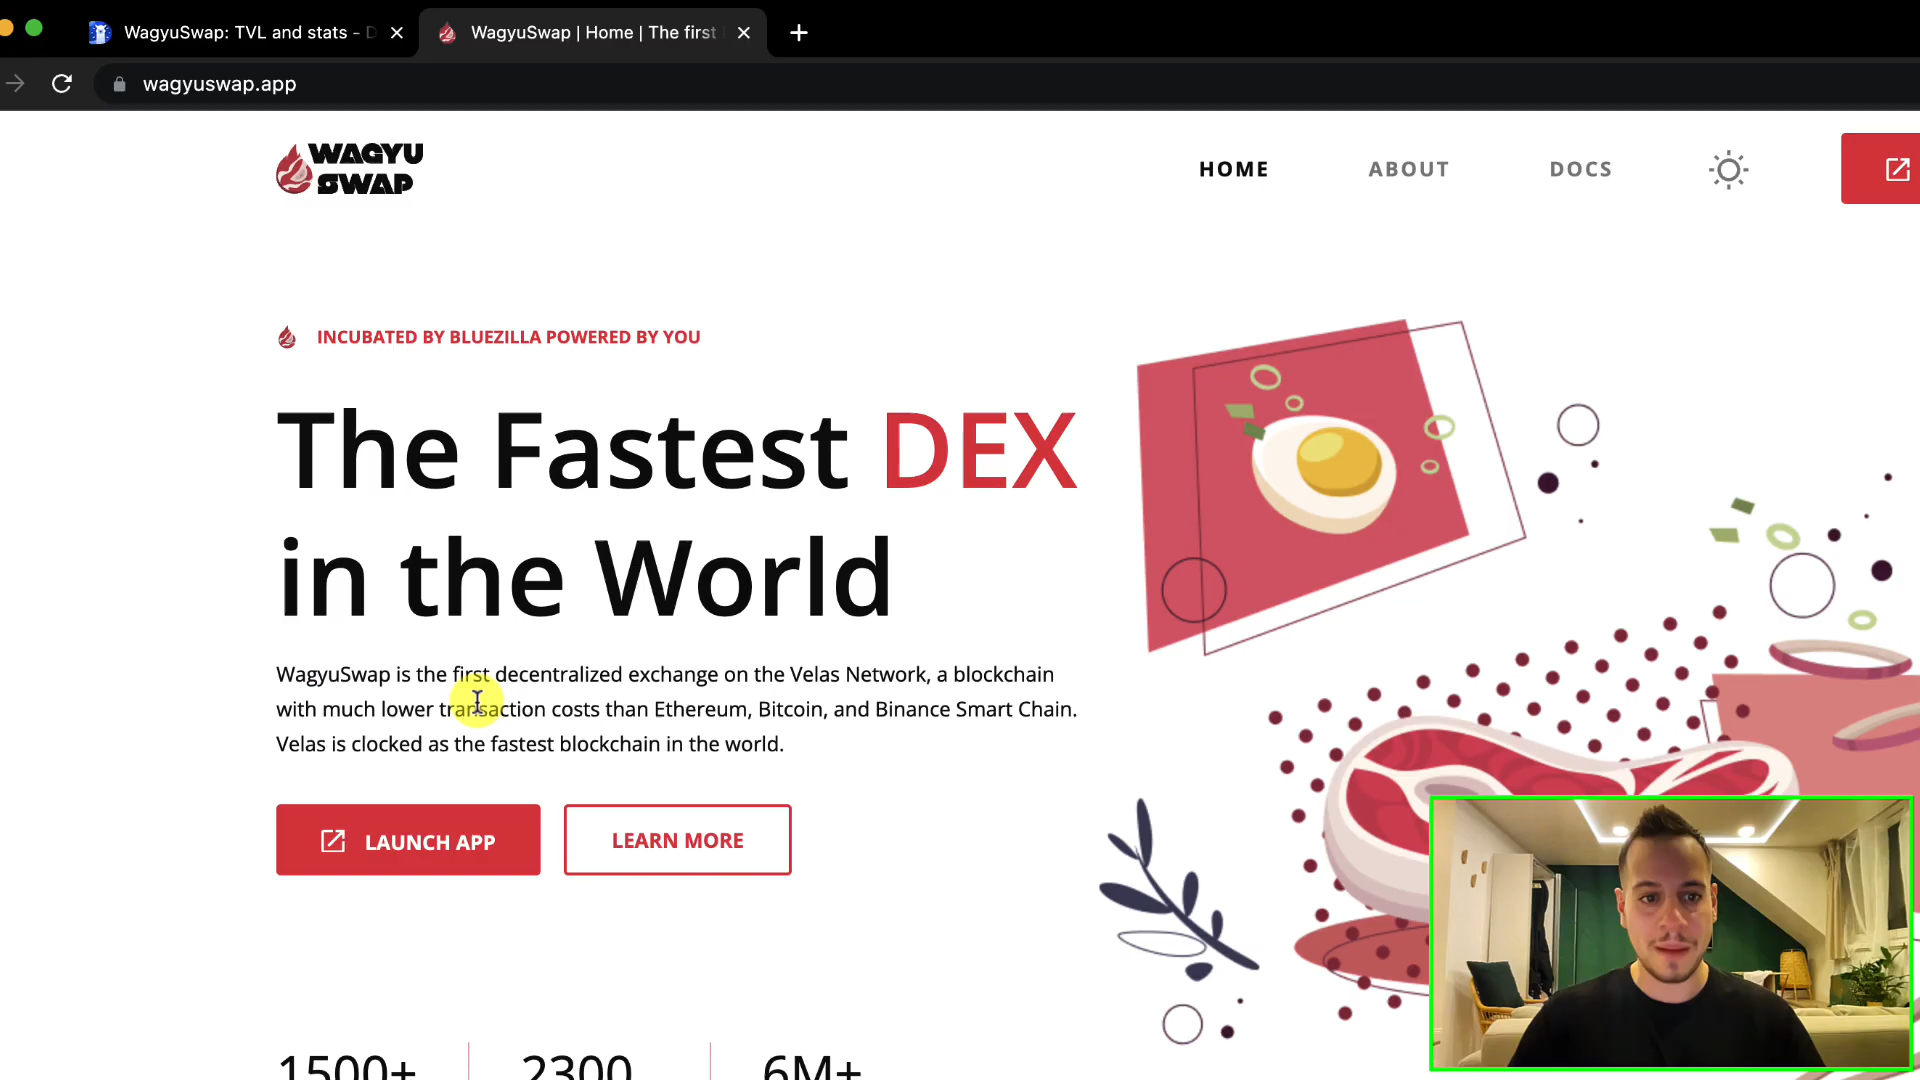 WagyuSwap: TVL and stats - D
WagyuSwap | Home | The first
wagyuswap.app
WAGYU
SWAP
HOME
ABOUT
DOCS
INCUBATED BY BLUEZILLA POWERED BY YOU
The Fastest DEX
in the World
WagyuSwap is the first decentralized exchange on the Velas Network, a blockchain
with much lower transaction costs than Ethereum, Bitcoin, and Binance Smart Chain.
Velas is clocked as the fastest blockchain in the world.
LAUNCH APP
LEARN MORE
1500+
2300
6M+